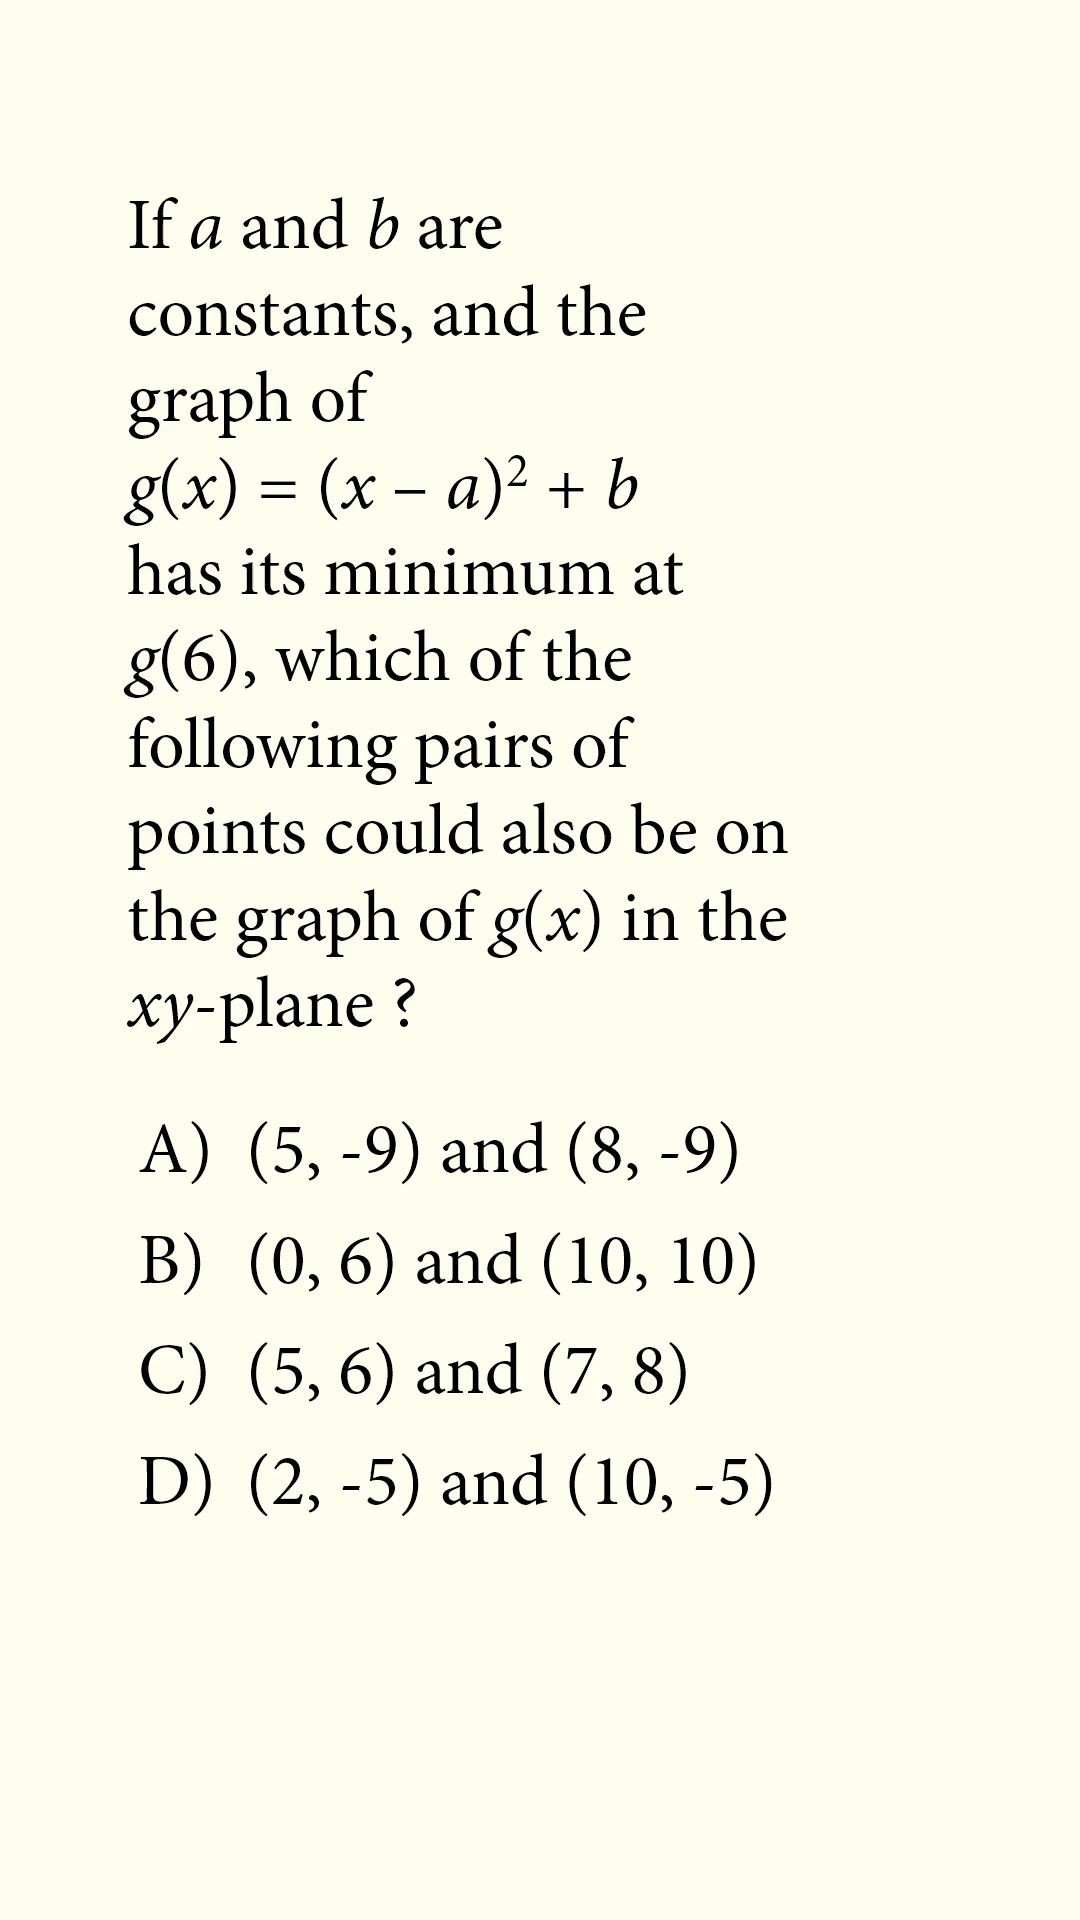 If a and b are
constants, and the
graph of
g(x) = (x – a)² + b
has its minimum at
g(6), which of the
following pairs of
points could also be on
the graph of g(x) in the
xy-plane ?
A) (5, -9) and (8, -9)
B) (0, 6) and (10, 10)
C) (5, 6) and (7, 8)
D) (2, -5) and (10, -5)